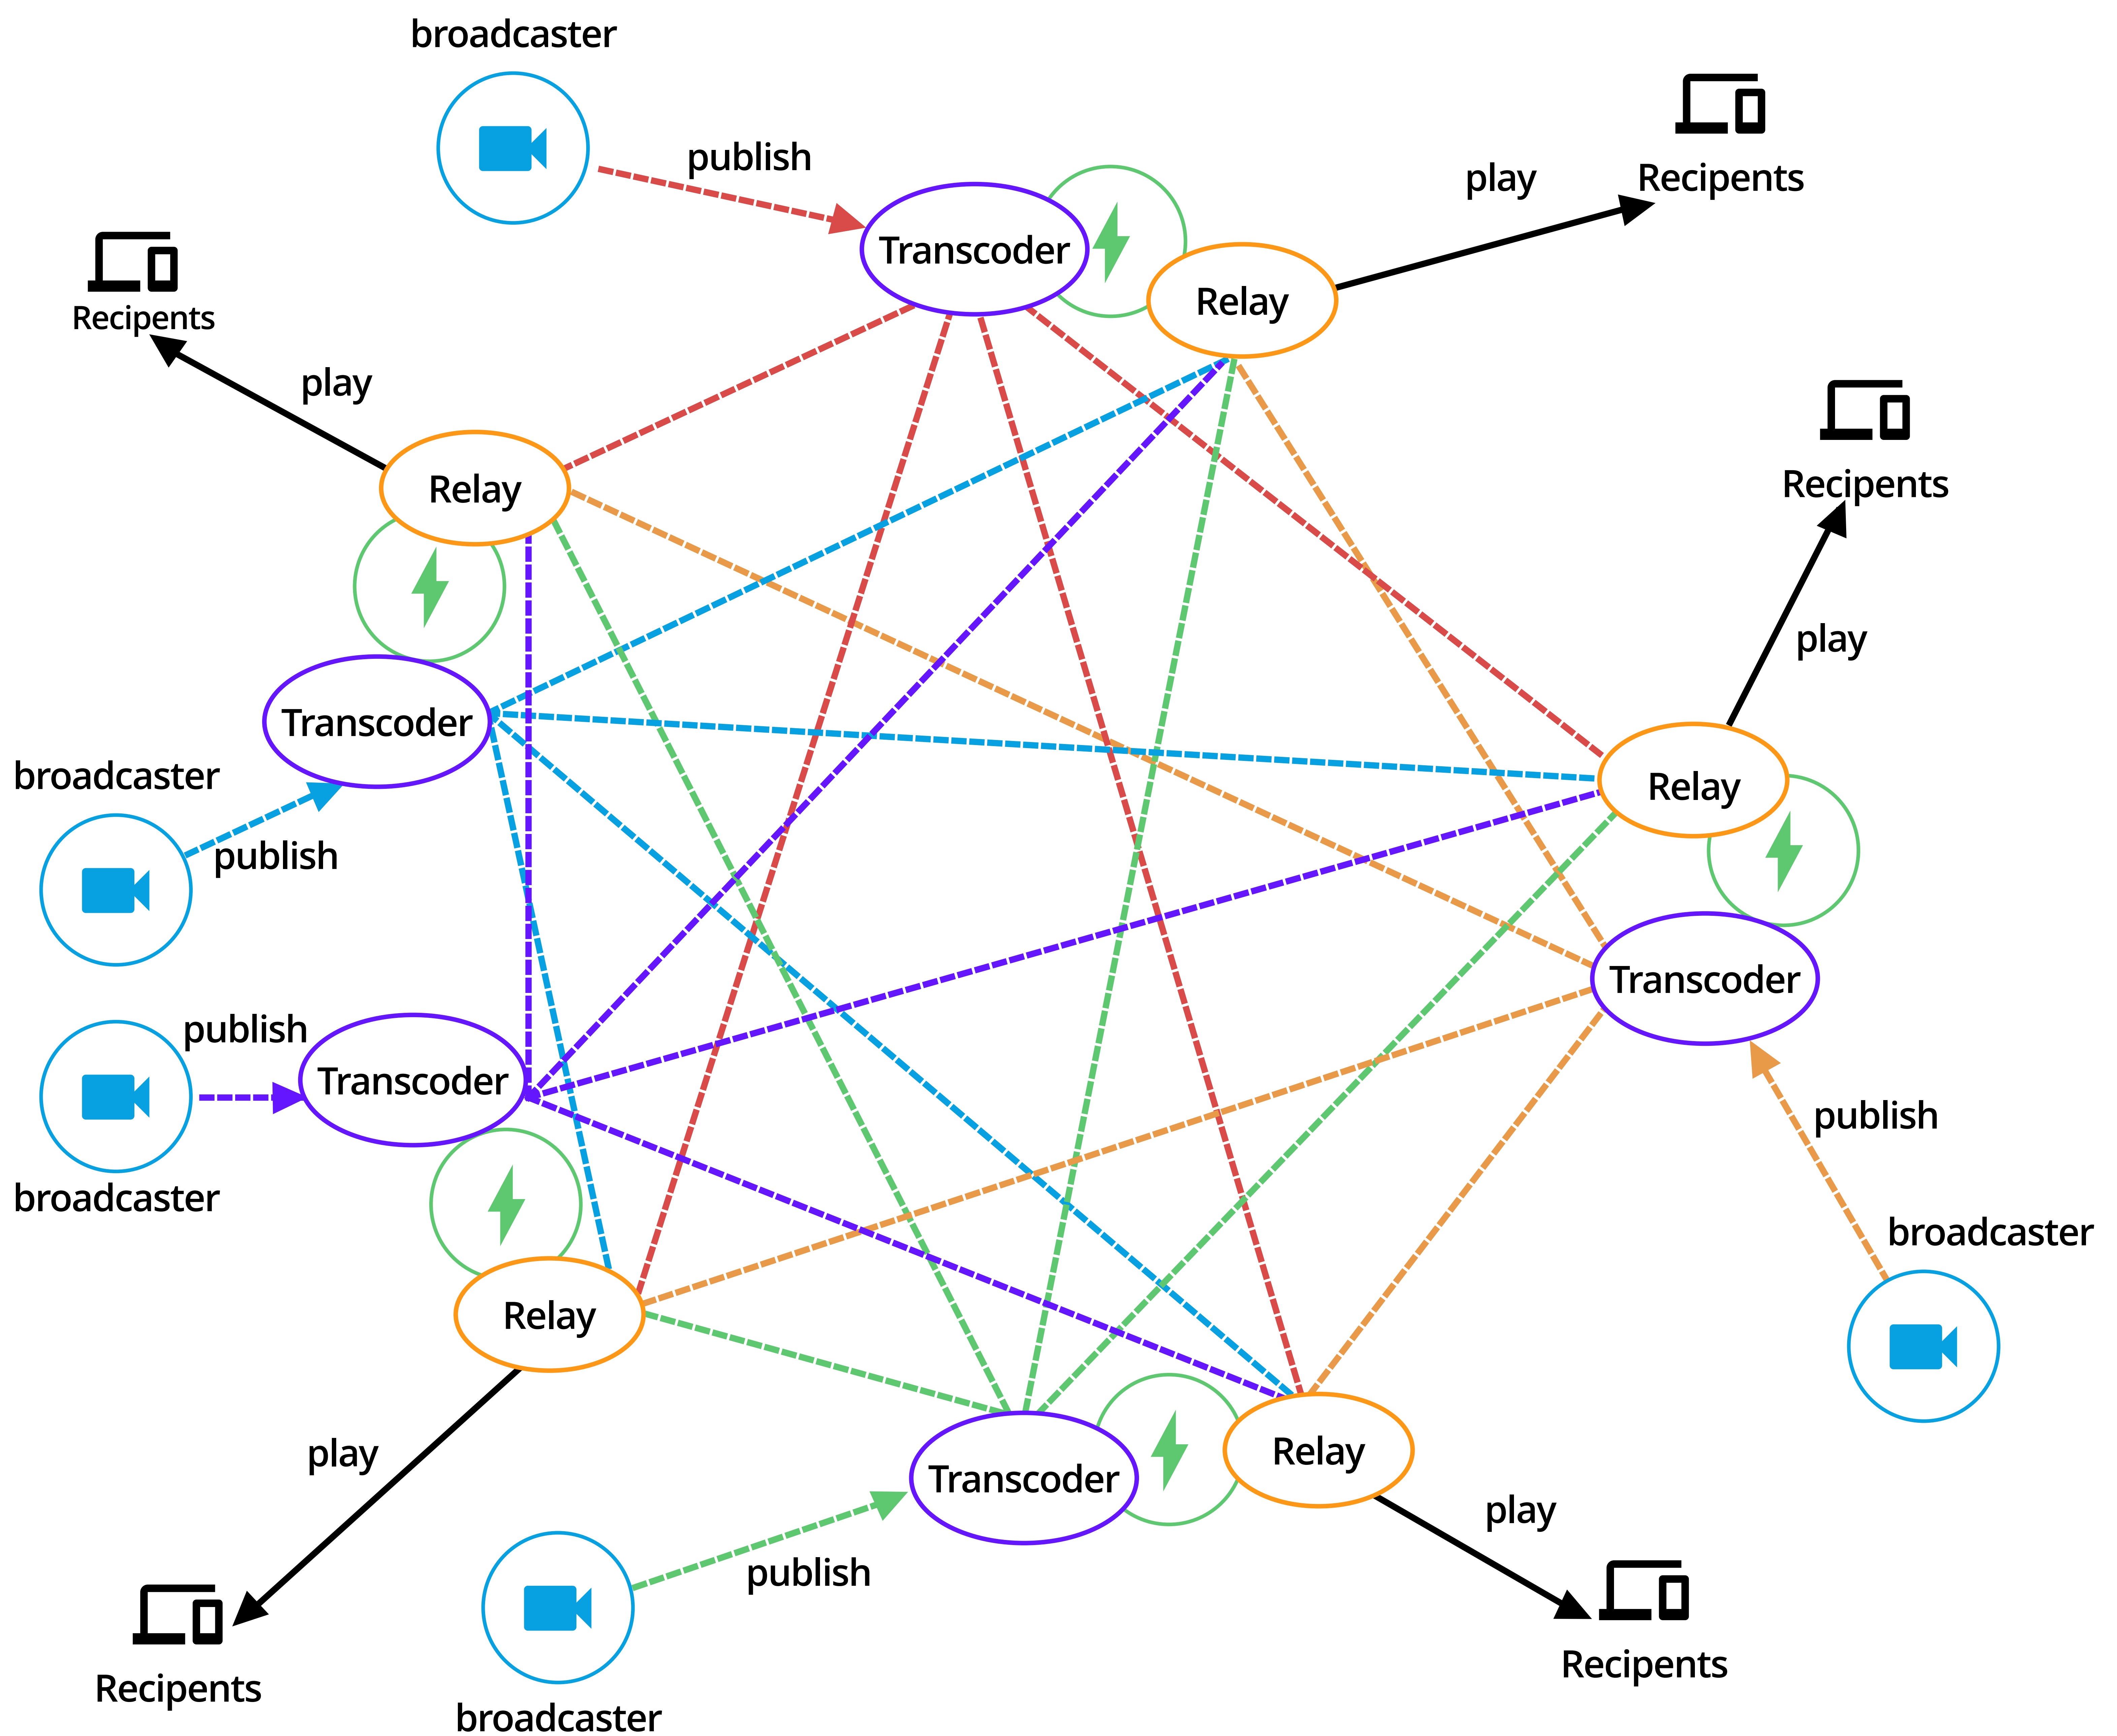 broadcaster
publish
play
Recipents
Transcoder
Relay
Recipents
play
Relay
Recipents
play
Transcoder
Relay
broadcaster
publish
Transcoder
publish
Transcoder
publish
broadcaster
broadcaster
Relay
play
Transcoder
Relay
play
publish
Recipents
Recipents
broadcaster